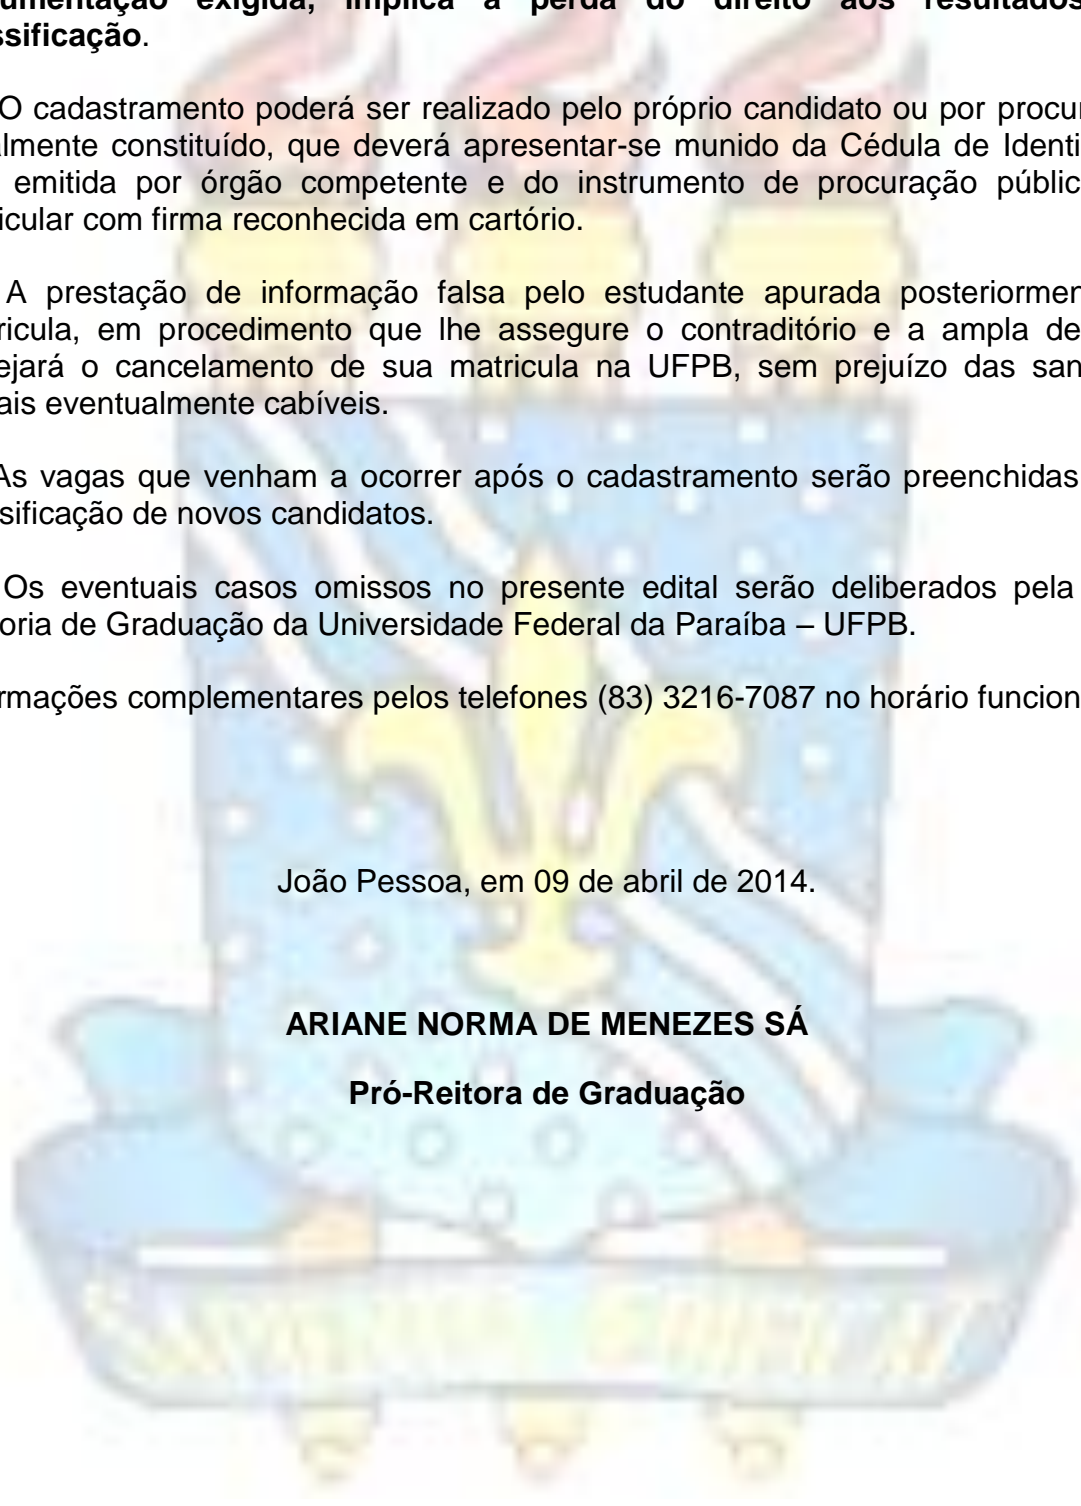 umentação exigida, implica a perda do direito aos resultados
ssificação.
O cadastramento poderá ser realizado pelo próprio candidato ou por procur
almente constituído, que deverá apresentar-se munido da Cédula de Identi
emitida por órgão competente e do instrumento de procuração públic
icular com firma reconhecida em cartório.
A prestação de informação falsa pelo estudante apurada posteriormen
ricula, em procedimento que lhe assegure o contraditório e a ampla de
ejará o cancelamento de sua matricula na UFPB, sem prejuízo das san
ais eventualmente cabíveis.
As vagas que venham a ocorrer após o cadastramento serão preenchidas
sificação de novos candidatos.
Os eventuais casos omissos no presente edital serão deliberados pela
oria de Graduação da Universidade Federal da Paraíba – UFPB.
rmações complementares pelos telefones (83) 3216-7087 no horário funcion
João Pessoa, em 09 de abril de 2014.
ARIANE NORMA DE MENEZES SÁ
Pró-Reitora de Graduação